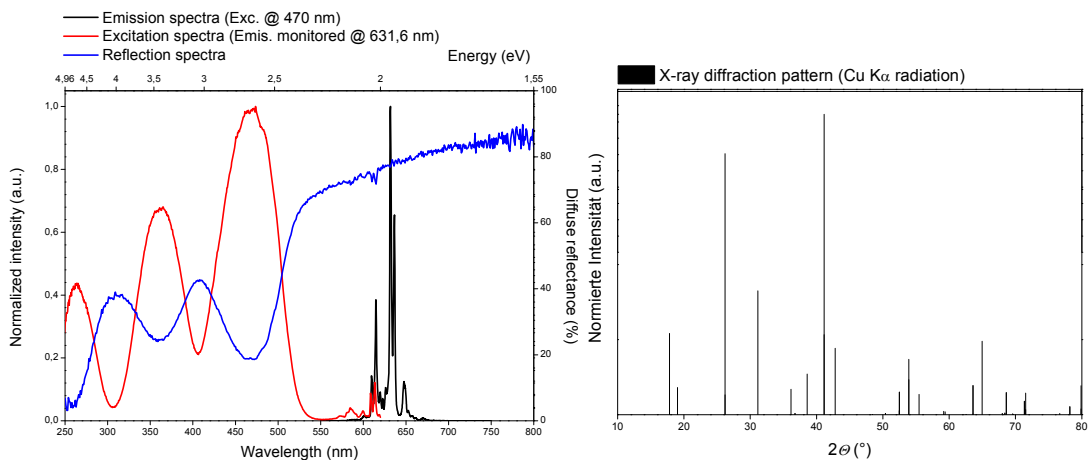 Emission spectra (Exc. @ 470 nm)
Excitation spectra (Emis. monitored @ 631,6 nm)
Reflection spectra
Energy (eV)
4,96 4,5 4 3,5 3 2,5 2 1,55
1,0
0,8
0,6
0,4
0,2
0,0
Normalized intensity (a.u.)
100
80
60
40
20
0
Diffuse reflectance (%)
250 300 350 400 450 500 550 600 650 700 750 800
Wavelength (nm)
X-ray diffraction pattern (Cu Kα radiation)
Normierte Intensität (a.u.)
10 20 30 40 50 60 70 80
2Θ (°)